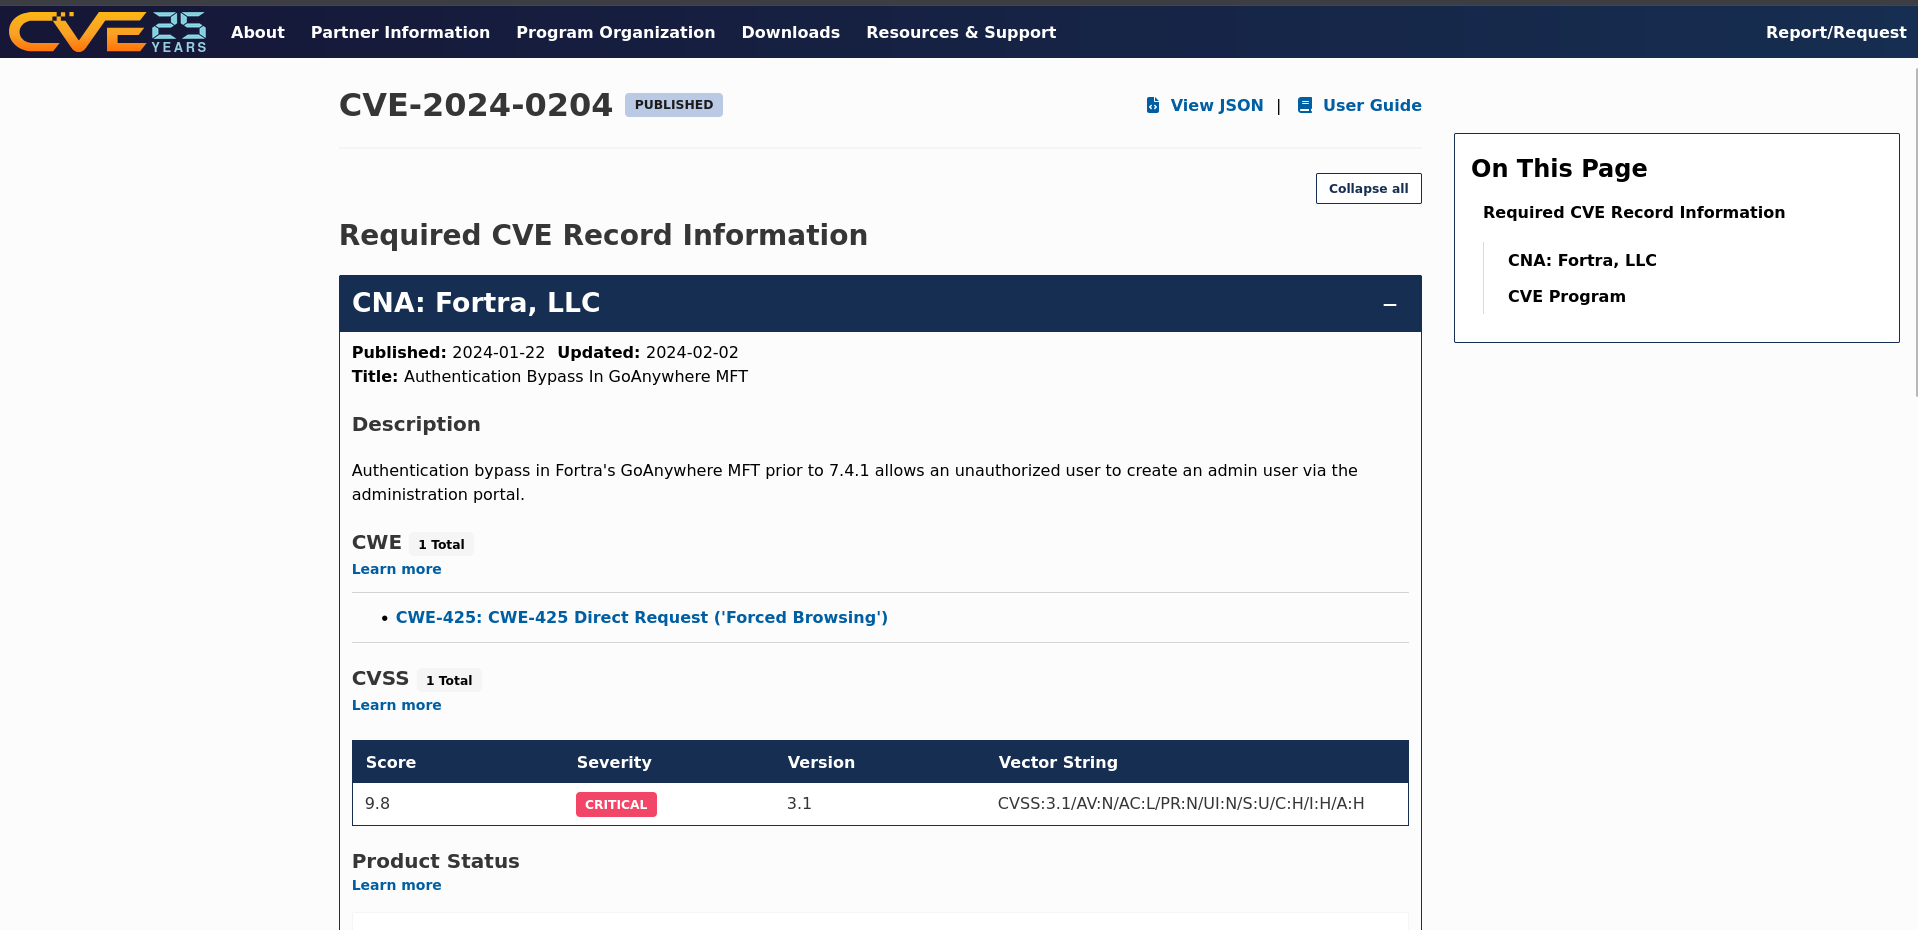 CVE 25 YEARS About Partner Information Program Organization Downloads Resources & Support Report/Request
CVE-2024-0204 PUBLISHED View JSON | User Guide
Collapse all
Required CVE Record Information
CNA: Fortra, LLC
Published: 2024-01-22 Updated: 2024-02-02
Title: Authentication Bypass In GoAnywhere MFT
Description
Authentication bypass in Fortra's GoAnywhere MFT prior to 7.4.1 allows an unauthorized user to create an admin user via the
administration portal.
CWE 1 Total
Learn more
• CWE-425: CWE-425 Direct Request ('Forced Browsing')
CVSS 1 Total
Learn more
Score Severity Version Vector String
9.8 CRITICAL 3.1 CVSS:3.1/AV:N/AC:L/PR:N/UI:N/S:U/C:H/I:H/A:H
Product Status
Learn more
On This Page
Required CVE Record Information
CNA: Fortra, LLC
CVE Program